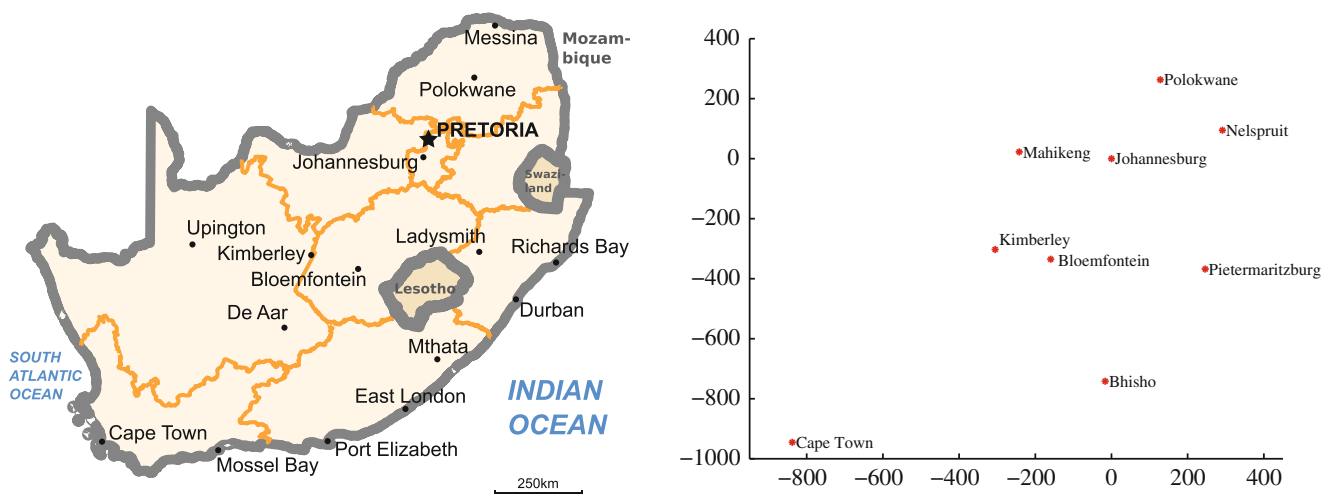 Messina
Mozam-
bique
Polokwane
PRETORIA
Johannesburg
Swazi-
land
Upington
Ladysmith
Kimberley
Richards Bay
Bloemfontein
Lesotho
De Aar
Durban
Mthata
SOUTH
ATLANTIC
OCEAN
INDIAN
OCEAN
East London
Cape Town
Port Elizabeth
Mossel Bay
250km
400
200
0
−200
−400
−600
−800
−1000
−800
−600
−400
−200
0
200
400
Polokwane
Nelspruit
Mahikeng
Johannesburg
Kimberley
Bloemfontein
Pietermaritzburg
Bhisho
Cape Town